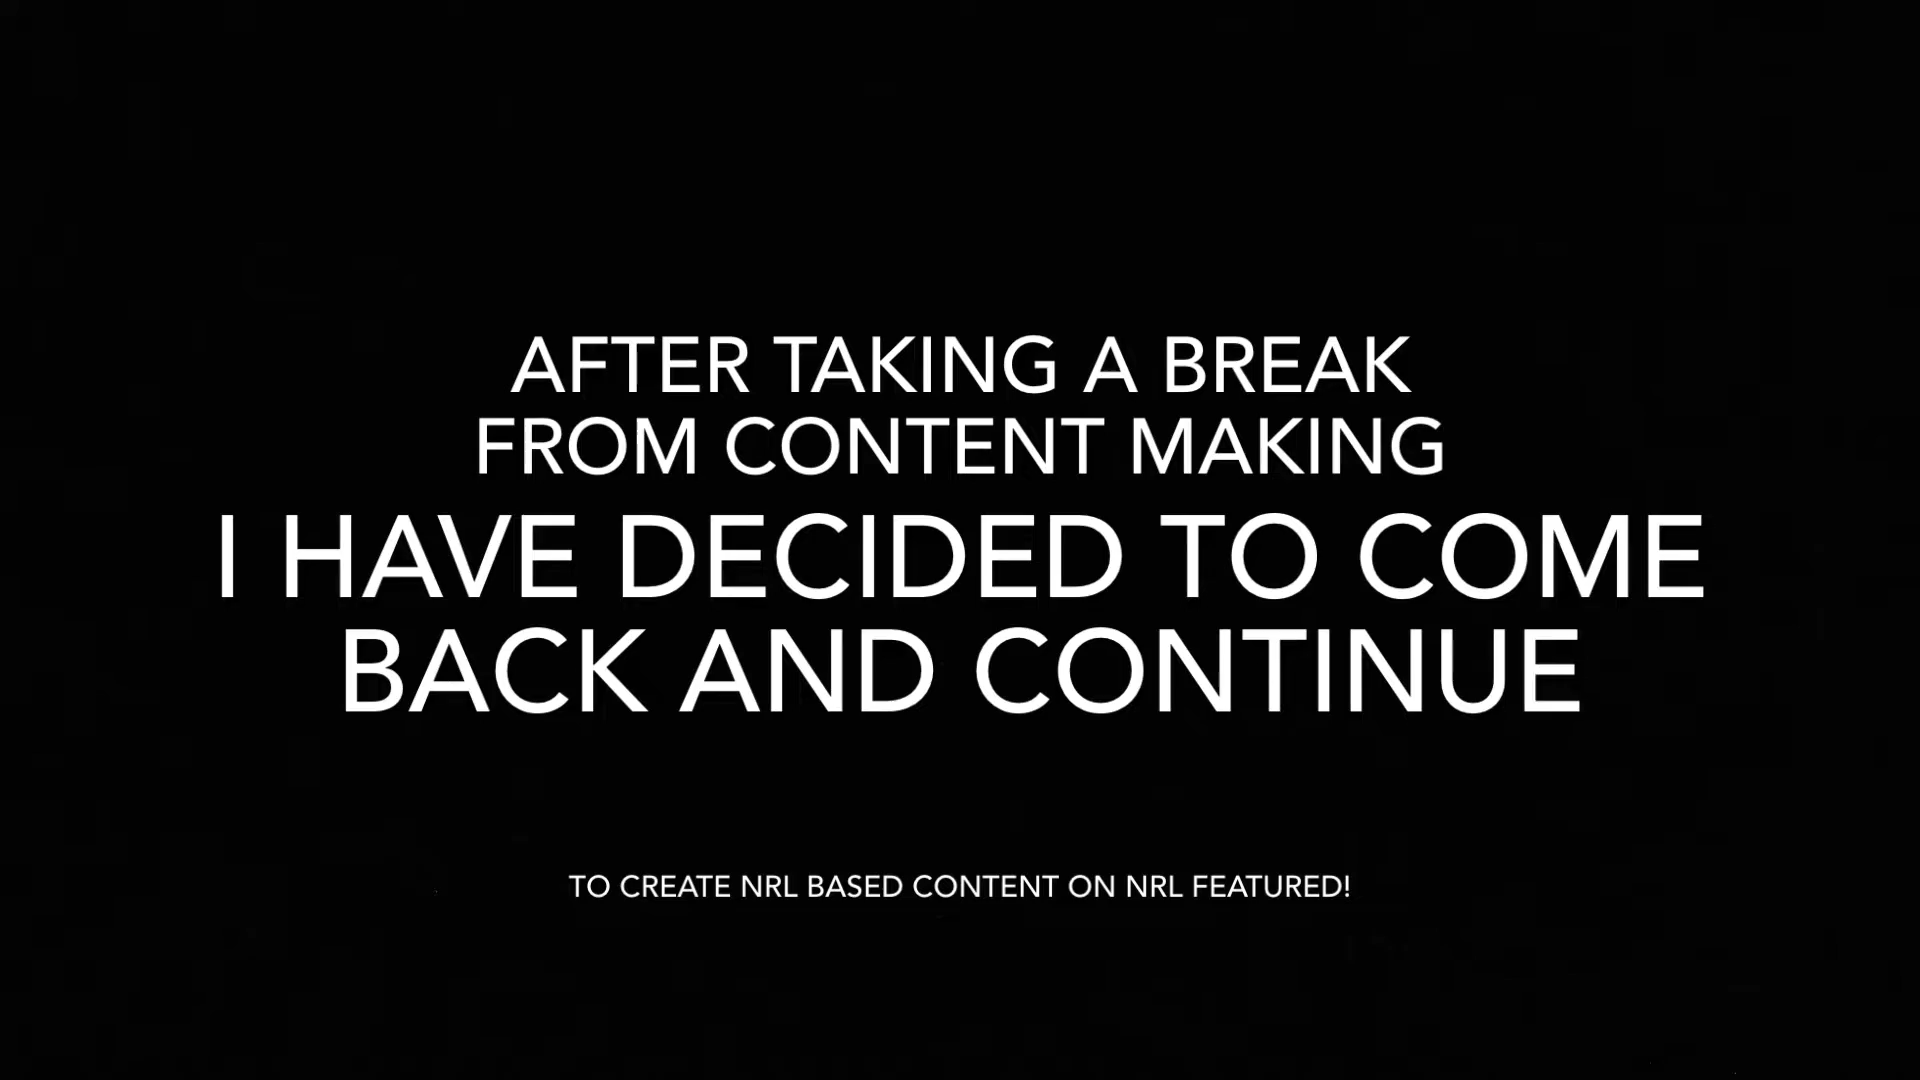 AFTER TAKING A BREAK
FROM CONTENT MAKING
I HAVE DECIDED TO COME
BACK AND CONTINUE
TO CREATE NRL BASED CONTENT ON NRL FEATURED!